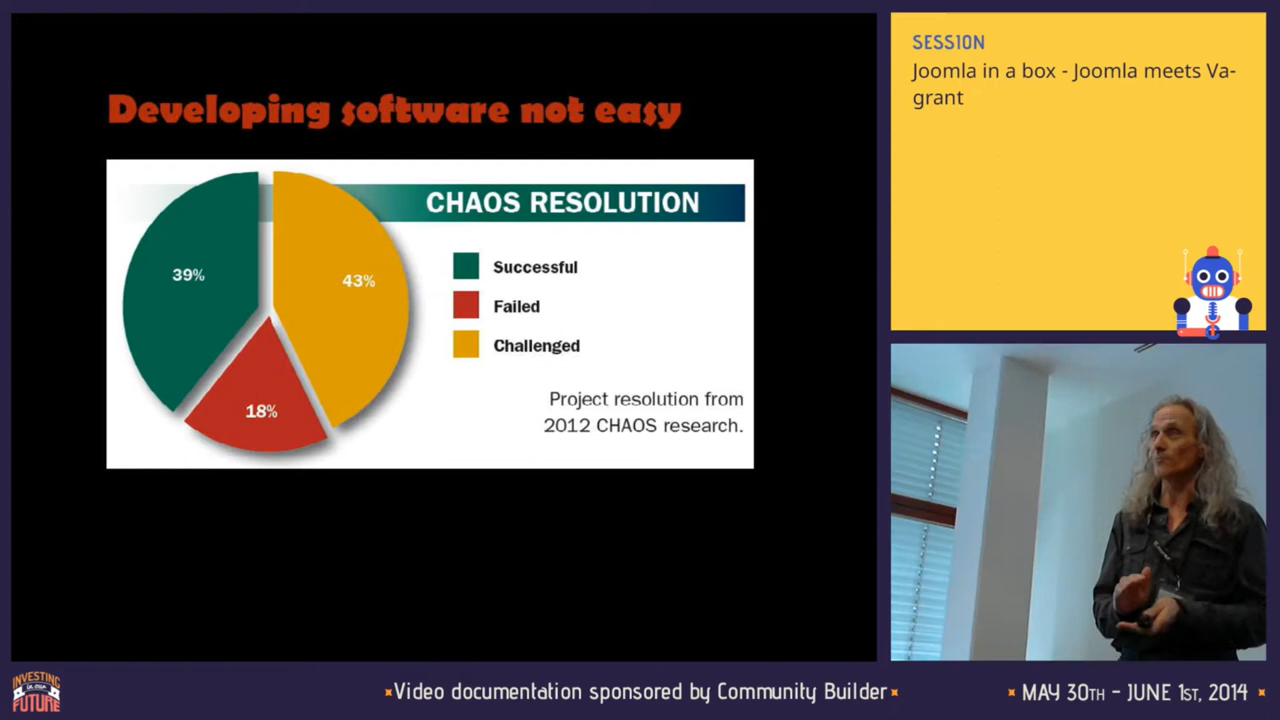 Developing software not easy
CHAOS RESOLUTION
39%
43%
18%
Successful
Failed
Challenged
Project resolution from
2012 CHAOS research.
SESSION
Joomla in a box - Joomla meets Va-
grant
INVESTING
IN OUR
FUTURE
Video documentation sponsored by Community Builder
MAY 30TH - JUNE 1ST, 2014